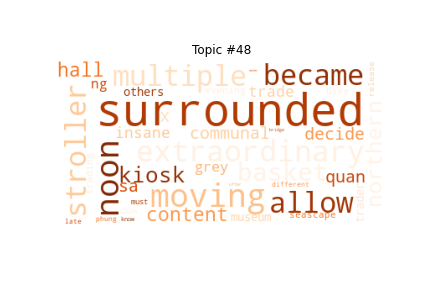 Topic #48
hall
multiple
became
ng
others
trade
surrounded
stroller
noon
insane
communal
decide
extraordinary
northern
kiosk
grey
basket
quan
sa
moving
allow
content
museum
seascape
different
must
late
phung
know
bridge
release